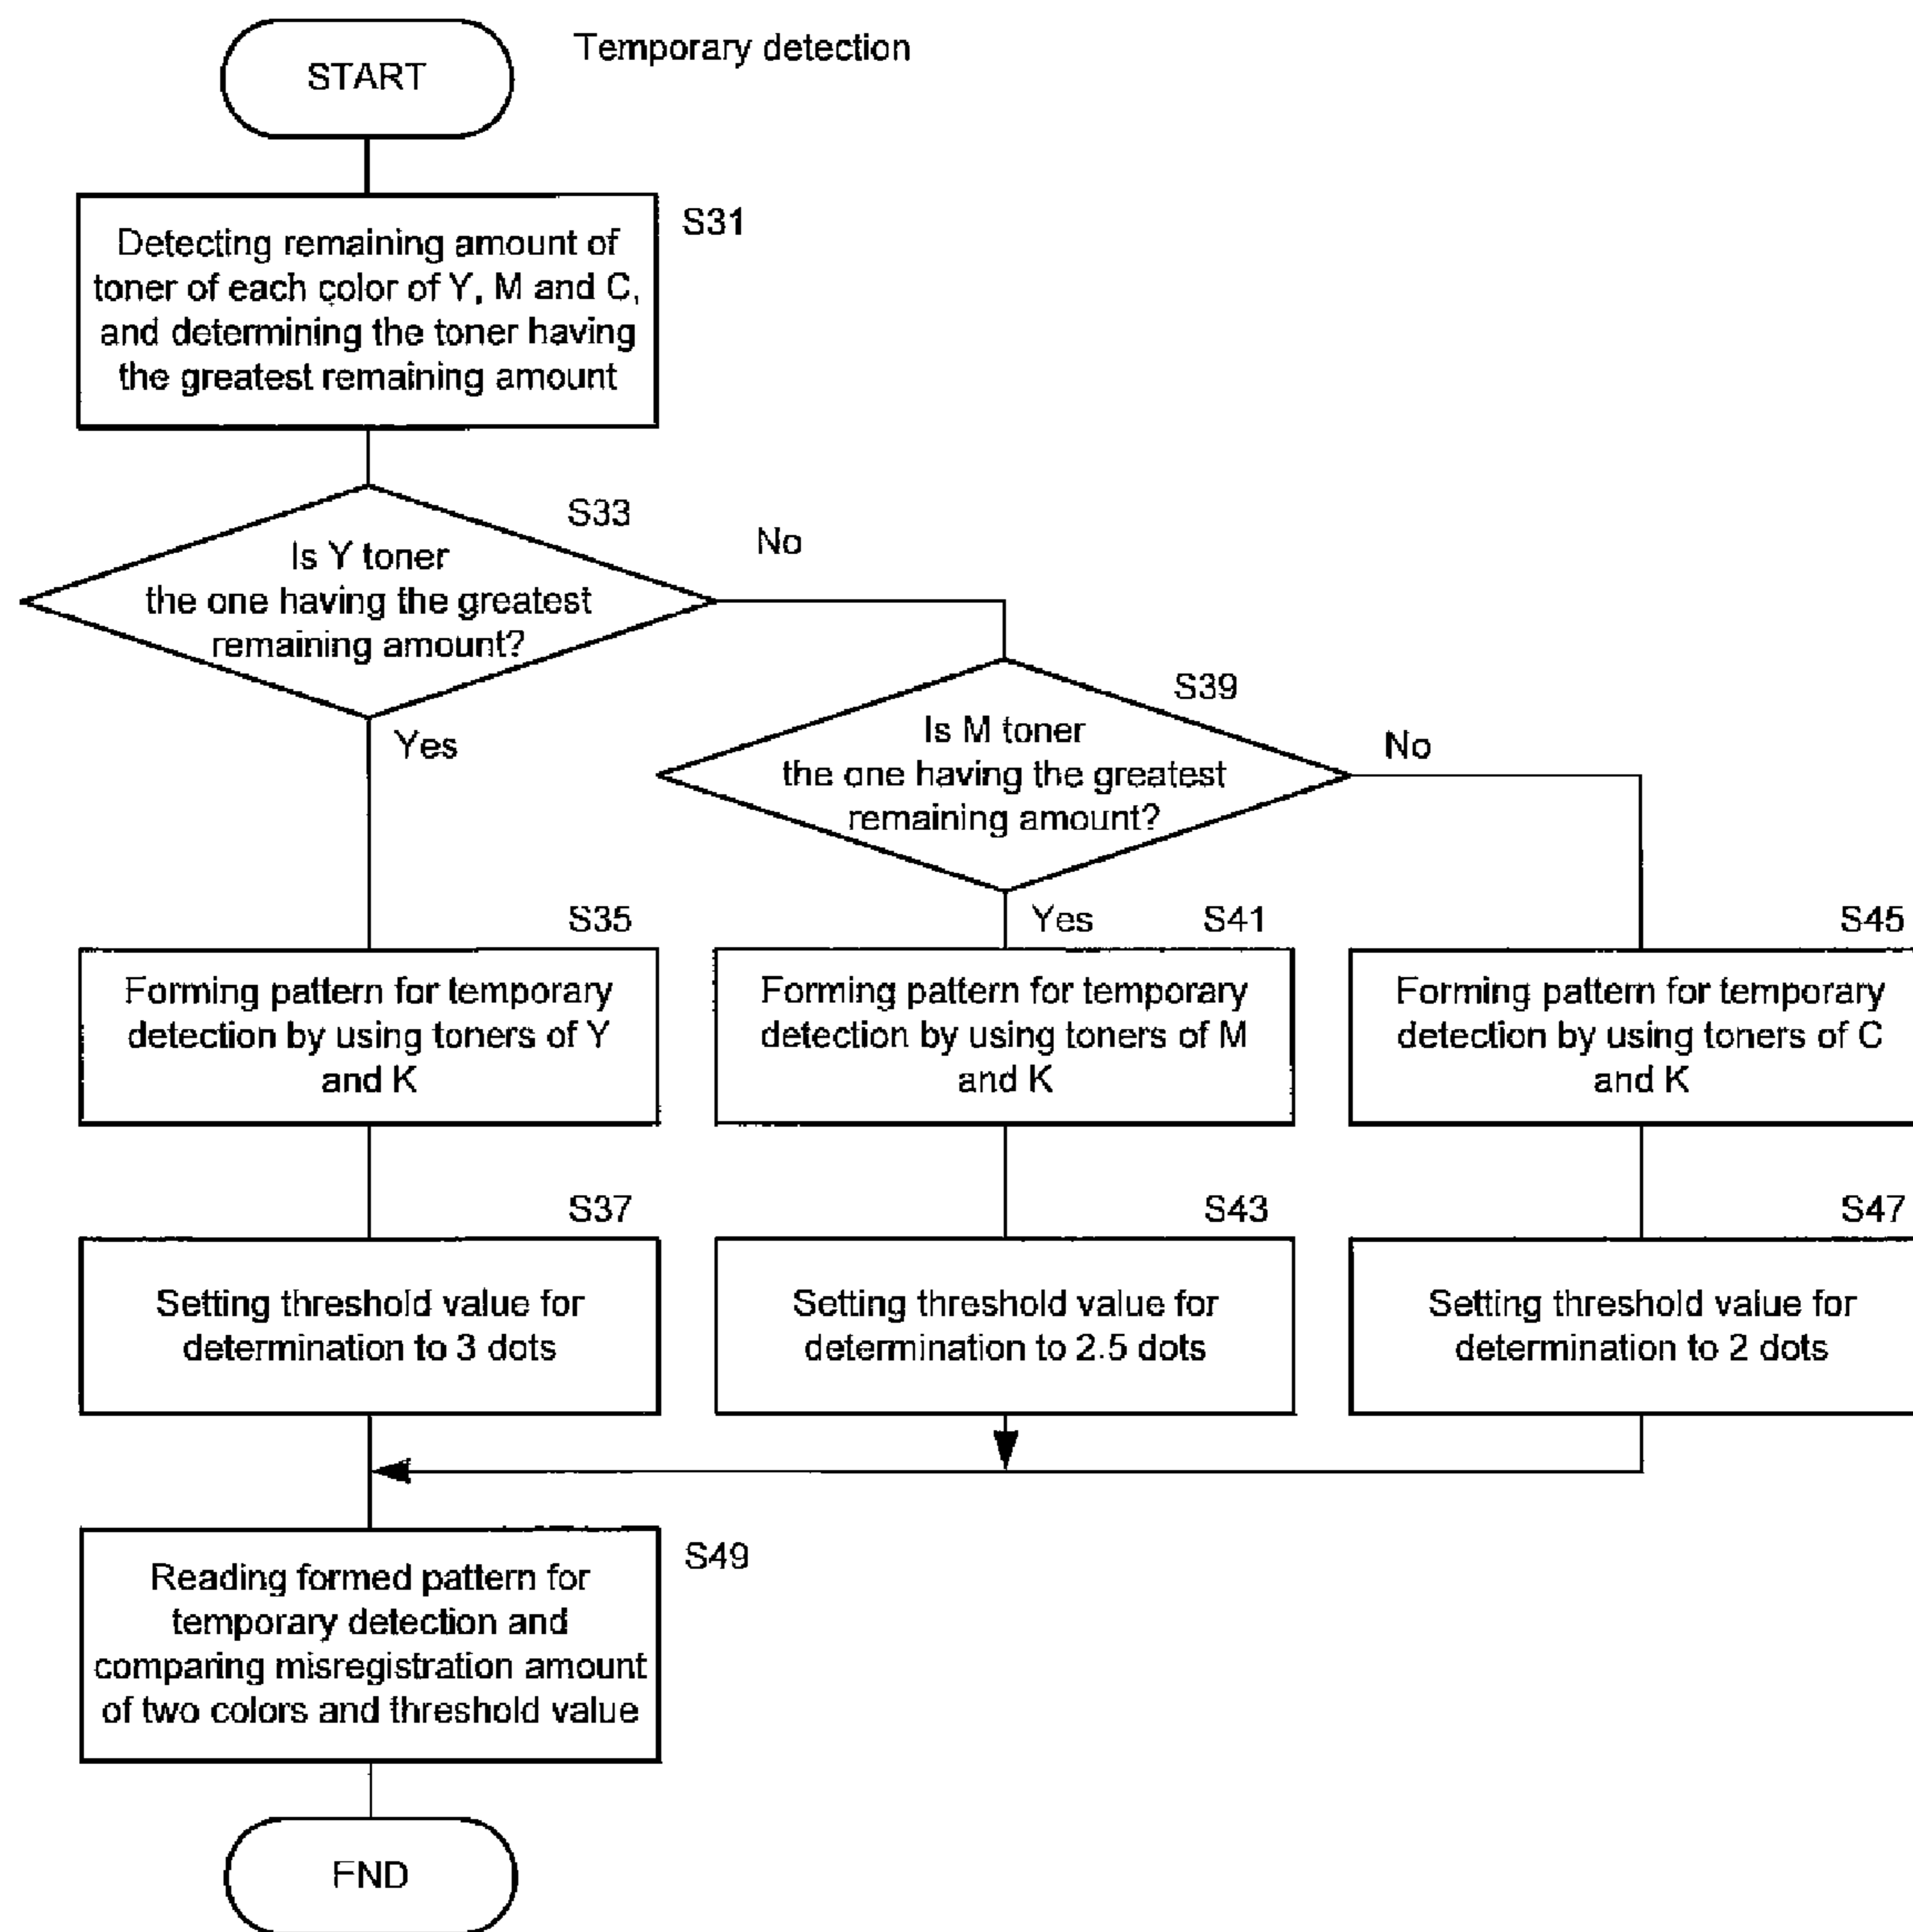 Temporary detection
START
S31
Detecting remaining amount of
toner of each color of Y, M and C,
and determining the toner having
the greatest remaining amount
S33
Is Y toner
the one having the greatest
remaining amount?
No
Yes
S39
Is M toner
the one having the greatest
remaining amount?
No
Yes
S35
Forming pattern for temporary
detection by using toners of Y
and K
S41
Forming pattern for temporary
detection by using toners of M
and K
S45
Forming pattern for temporary
detection by using toners of C
and K
S37
Setting threshold value for
determination to 3 dots
S43
Setting threshold value for
determination to 2.5 dots
S47
Setting threshold value for
determination to 2 dots
S49
Reading formed pattern for
temporary detection and
comparing misregistration amount
of two colors and threshold value
END